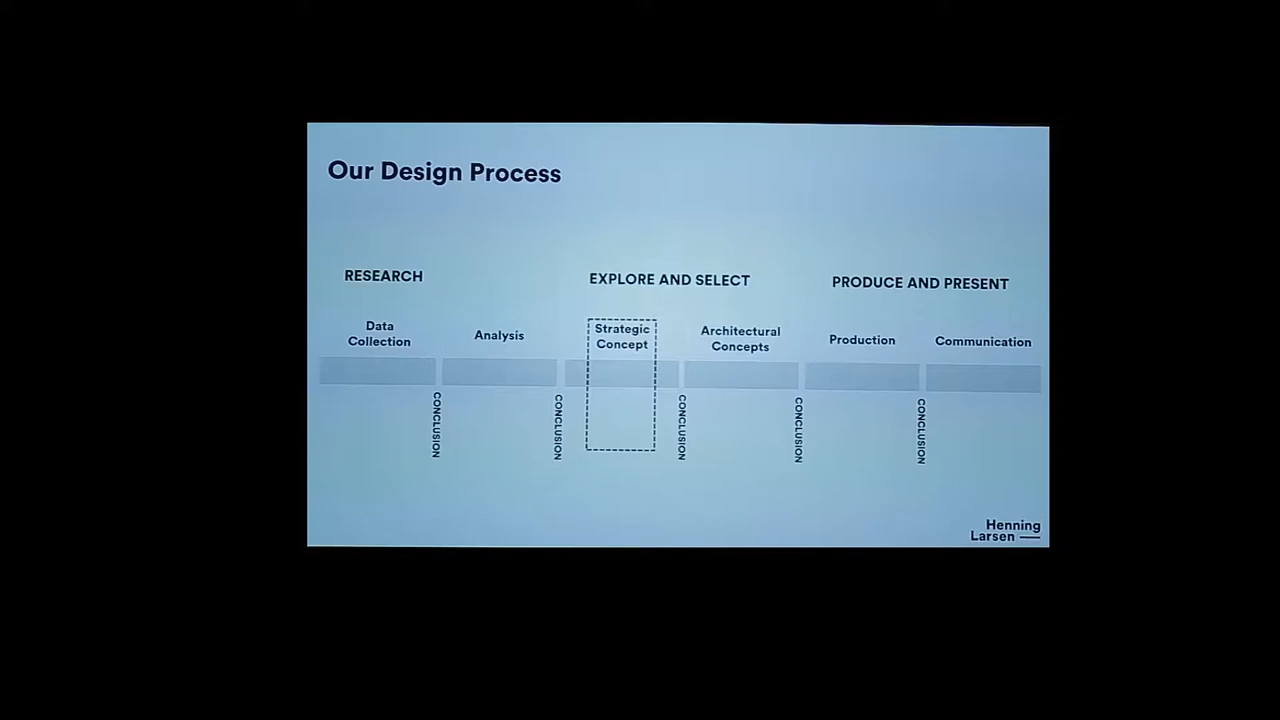 Our Design Process
RESEARCH
EXPLORE AND SELECT
PRODUCE AND PRESENT
Data
Collection
Analysis
Strategic
Concept
Architectural
Concepts
Production
Communication
CONCLUSION
CONCLUSION
CONCLUSION
CONCLUSION
CONCLUSION
Henning
Larsen